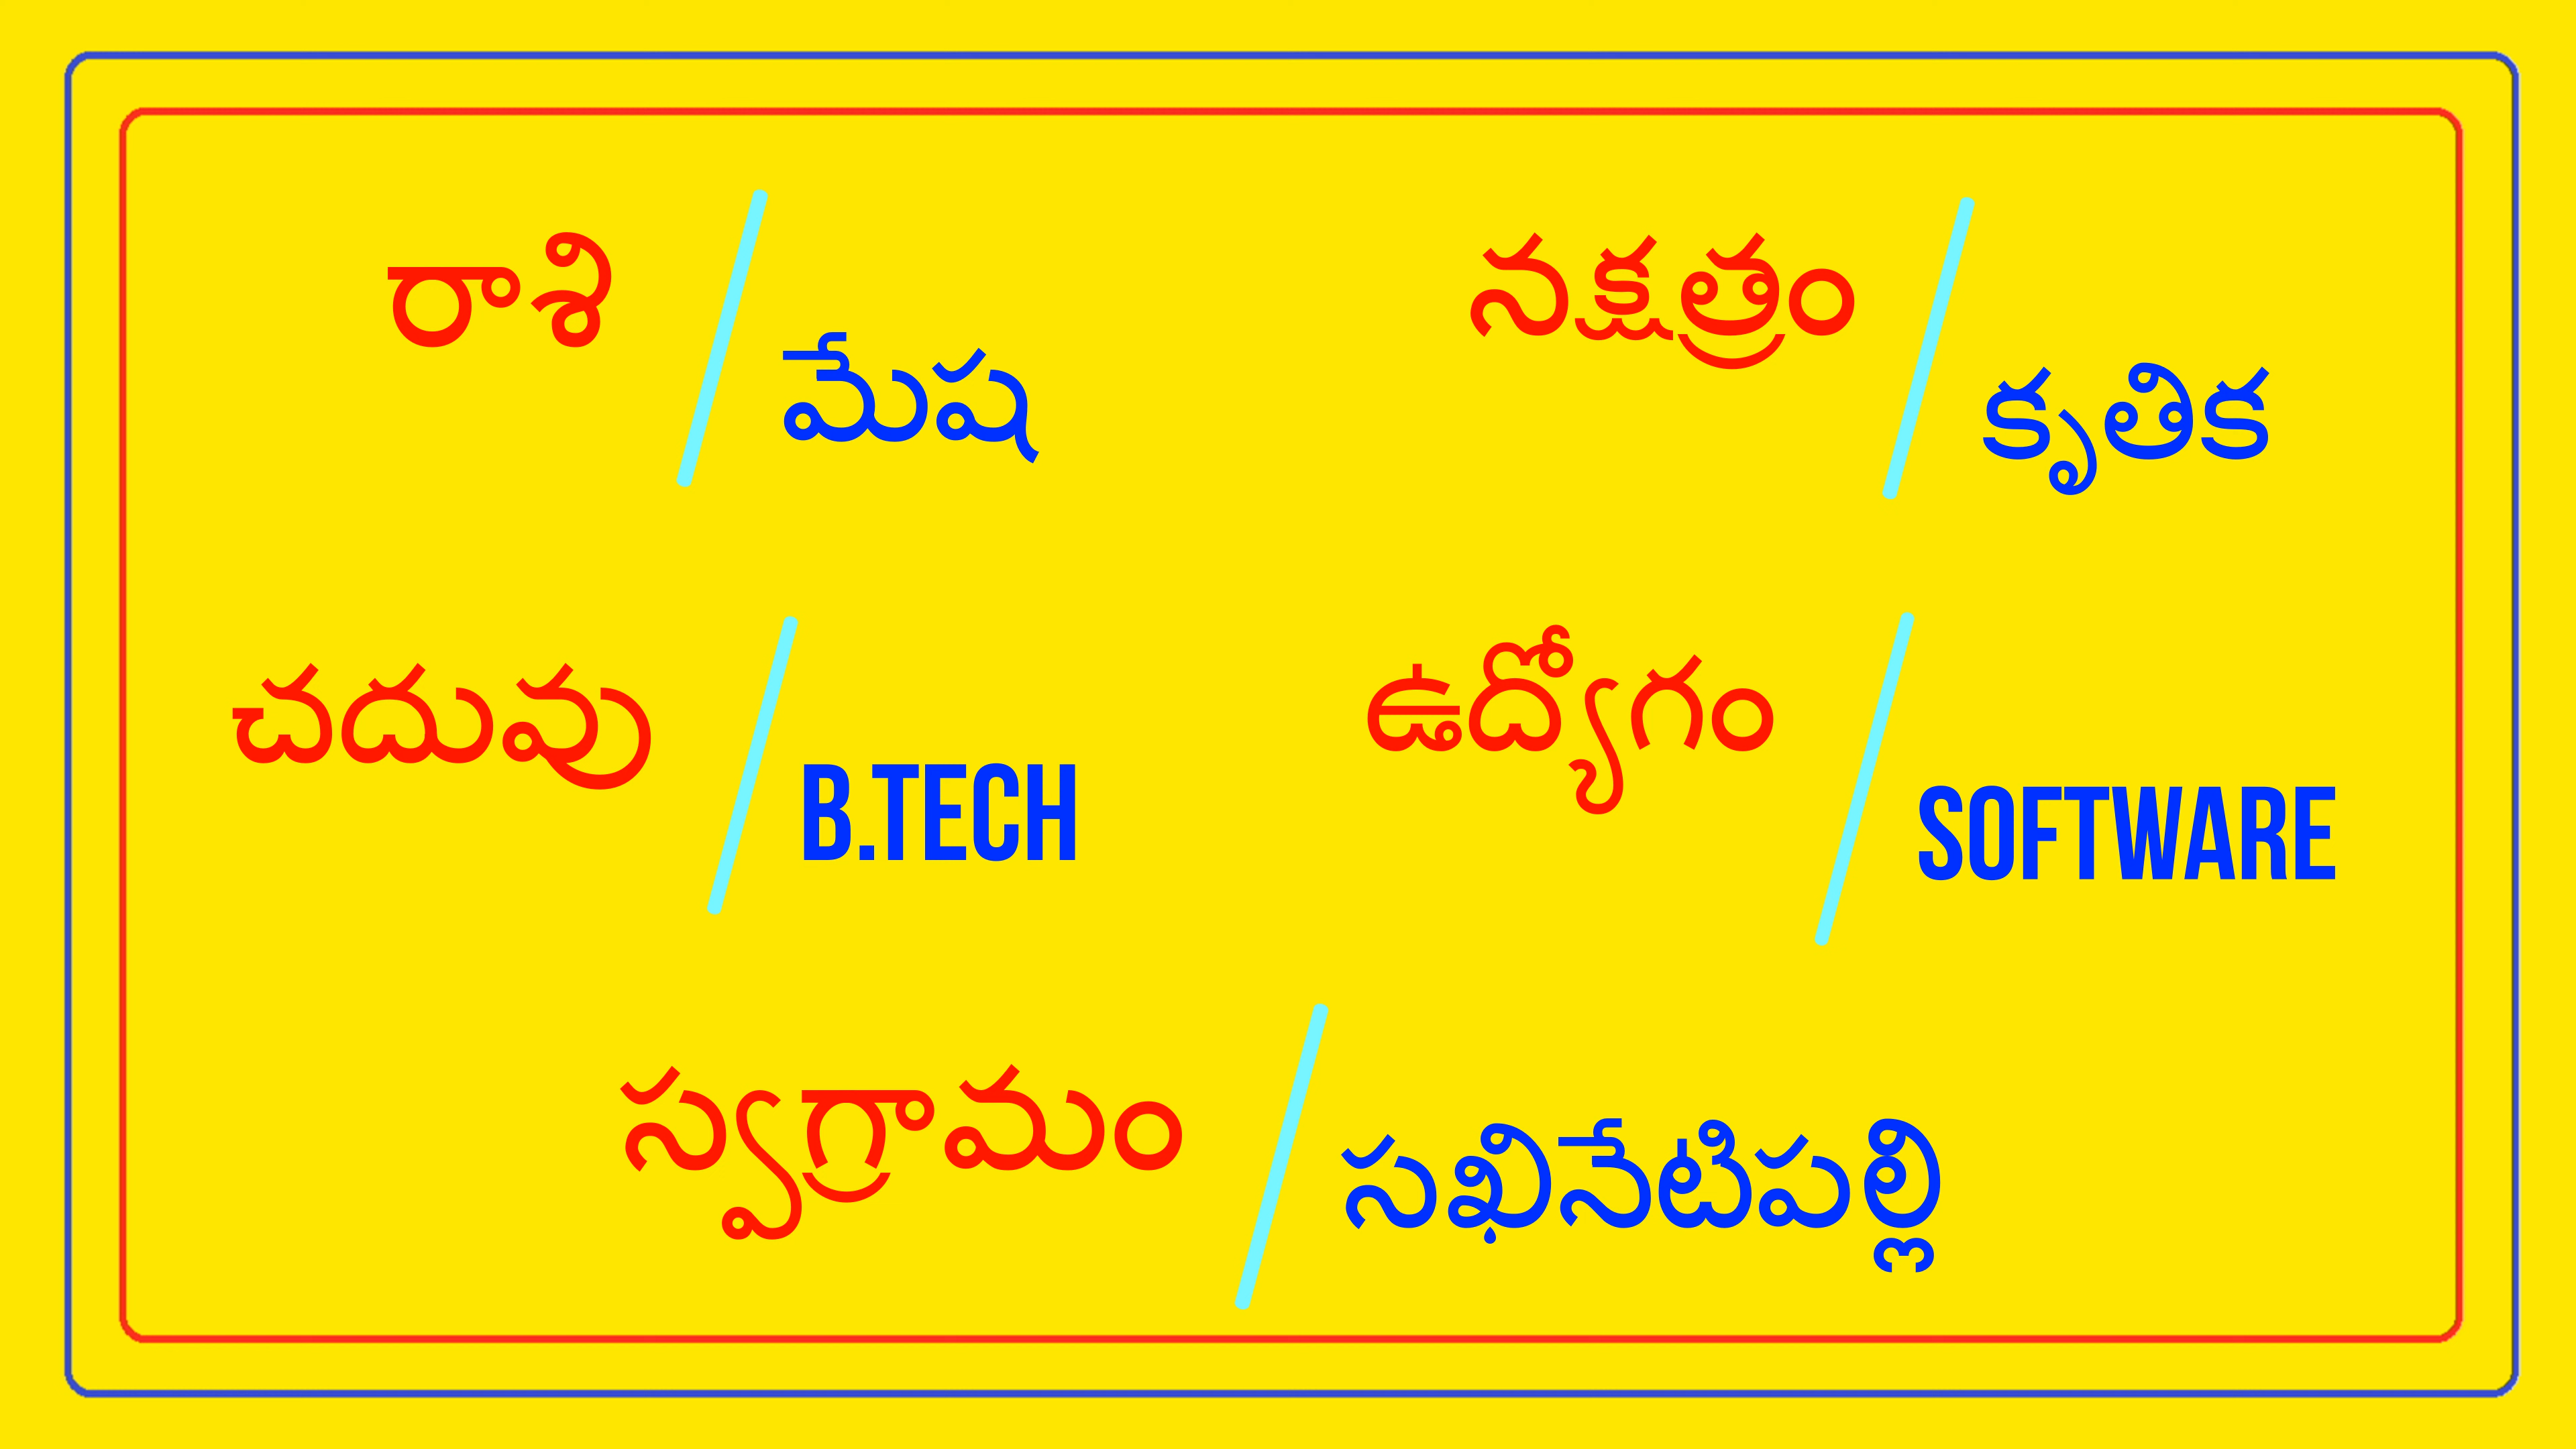 రాశి / మేష
నక్షత్రం / కృతిక
చదువు / B.TECH
ఉద్యోగం / SOFTWARE
స్వగ్రామం / సఖినేటిపల్లి